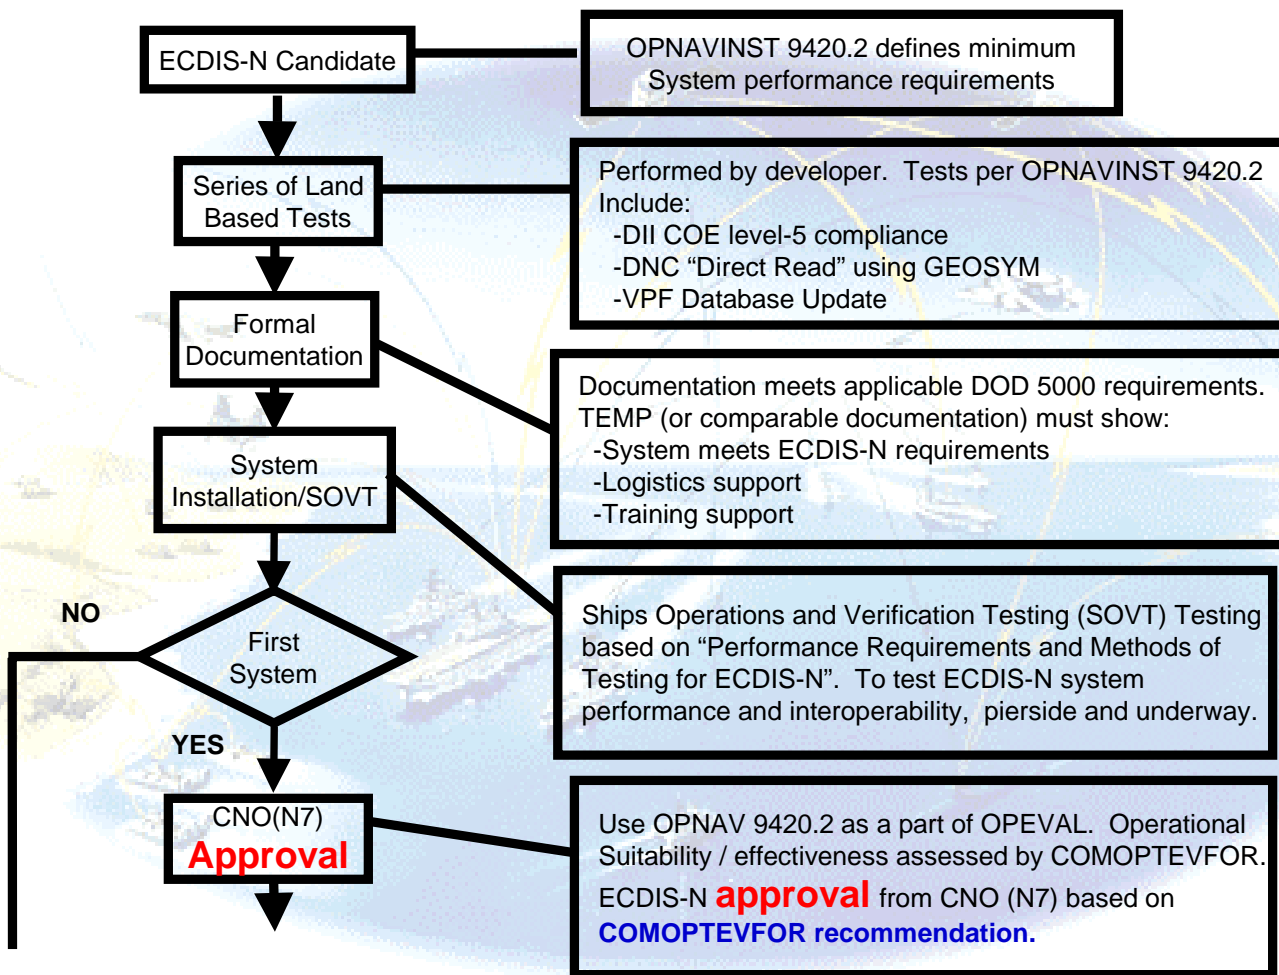 ECDIS-N Candidate
OPNAVINST 9420.2 defines minimum
System performance requirements
Series of Land
Based Tests
Performed by developer. Tests per OPNAVINST 9420.2
Include:
-DII COE level-5 compliance
-DNC “Direct Read” using GEOSYM
-VPF Database Update
Formal
Documentation
Documentation meets applicable DOD 5000 requirements.
TEMP (or comparable documentation) must show:
-System meets ECDIS-N requirements
-Logistics support
-Training support
System
Installation/SOVT
Ships Operations and Verification Testing (SOVT) Testing
based on “Performance Requirements and Methods of
Testing for ECDIS-N”. To test ECDIS-N system
performance and interoperability, pierside and underway.
NO
First
System
YES
CNO(N7)
Approval
Use OPNAV 9420.2 as a part of OPEVAL. Operational
Suitability / effectiveness assessed by COMOPTEVFOR.
ECDIS-N approval from CNO (N7) based on
COMOPTEVFOR recommendation.